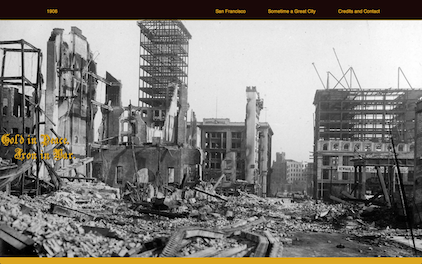 1906
San Francisco
Sometime a Great City
Credits and Contact
Gold in Peace,
Iron in War